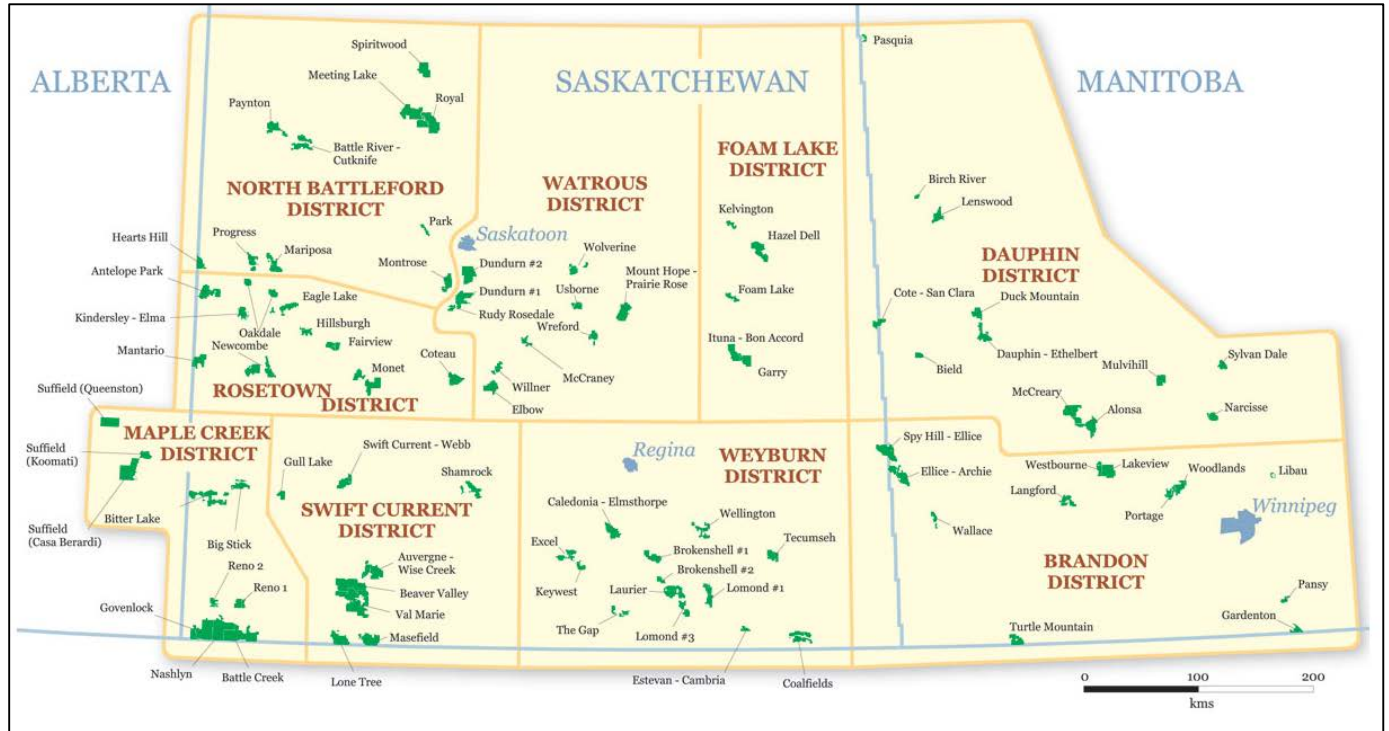 ALBERTA
SASKATCHEWAN
MANITOBA
Pasquia
Spiritwood
Meeting Lake
Royal
Paynton
Battle River -
Cutknife
NORTH BATTLEFORD
DISTRICT
WATROUS
DISTRICT
FOAM LAKE
DISTRICT
Birch River
Lenswood
Park
Saskatoon
Kelvington
Hazel Dell
DAUPHIN
DISTRICT
Hearts Hill
Progress
Mariposa
Antelope Park
Montrose
Dundurn #2
Wolverine
Mount Hope -
Prairie Rose
Usborne
Dundurn #1
Rudy Rosedale
Wreford
Foam Lake
Cote - San Clara
Duck Mountain
Eagle Lake
Kindersley - Elma
Oakdale
Hillsburgh
Fairview
Newcombe
Mantario
Monet
Coteau
Willner
Elbow
McCraney
Ituna - Bon Accord
Garry
Dauphin - Ethelbert
Bield
Mulvihill
Sylvan Dale
McCreary
Alonsa
Narcisse
ROSETOWN
DISTRICT
Suffield (Queenston)
MAPLE CREEK
DISTRICT
Suffield
(Koomati)
Suffield
(Casa Berardi)
Bitter Lake
Big Stick
Reno 2
Reno 1
Govenlock
Nashlyn
Battle Creek
Gull Lake
Swift Current - Webb
Shamrock
SWIFT CURRENT
DISTRICT
Auvergne -
Wise Creek
Beaver Valley
Val Marie
Masefield
Lone Tree
Regina
WEYBURN
DISTRICT
Caledonia - Elmsthorpe
Wellington
Excel
Keywest
Brokenshell #1
Brokenshell #2
Tecumseh
Laurier
Lomond #1
The Gap
Lomond #3
Estevan - Cambria
Coalfields
Spy Hill - Ellice
Ellice - Archie
Wallace
Westbourne
Lakeview
Langford
Woodlands
Portage
Libau
Winnipeg
BRANDON
DISTRICT
Pansy
Gardenton
Turtle Mountain
0 100 200
kms